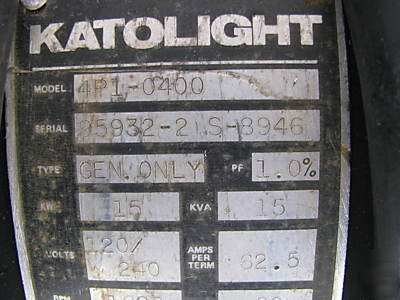 KATOLIGHT
MODEL 4P1-0400
SERIAL 95932-2 S-8946
TYPE GEN.ONLY PF 1.0%
KW 15 KVA 15
VOLTS 120/ 240 AMPS PER TERM 62.5
RPM